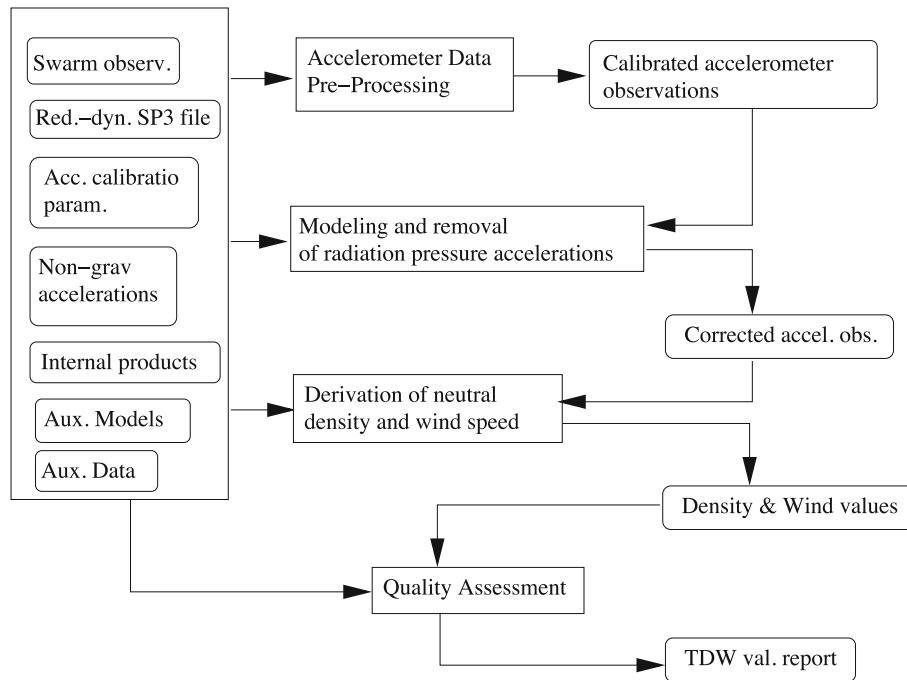 Swarm observ.
Red.−dyn. SP3 file
Acc. calibratio
param.
Non−grav
accelerations
Internal products
Aux. Models
Aux. Data
Accelerometer Data
Pre−Processing
Calibrated accelerometer
observations
Modeling and removal
of radiation pressure accelerations
Corrected accel. obs.
Derivation of neutral
density and wind speed
Density & Wind values
Quality Assessment
TDW val. report